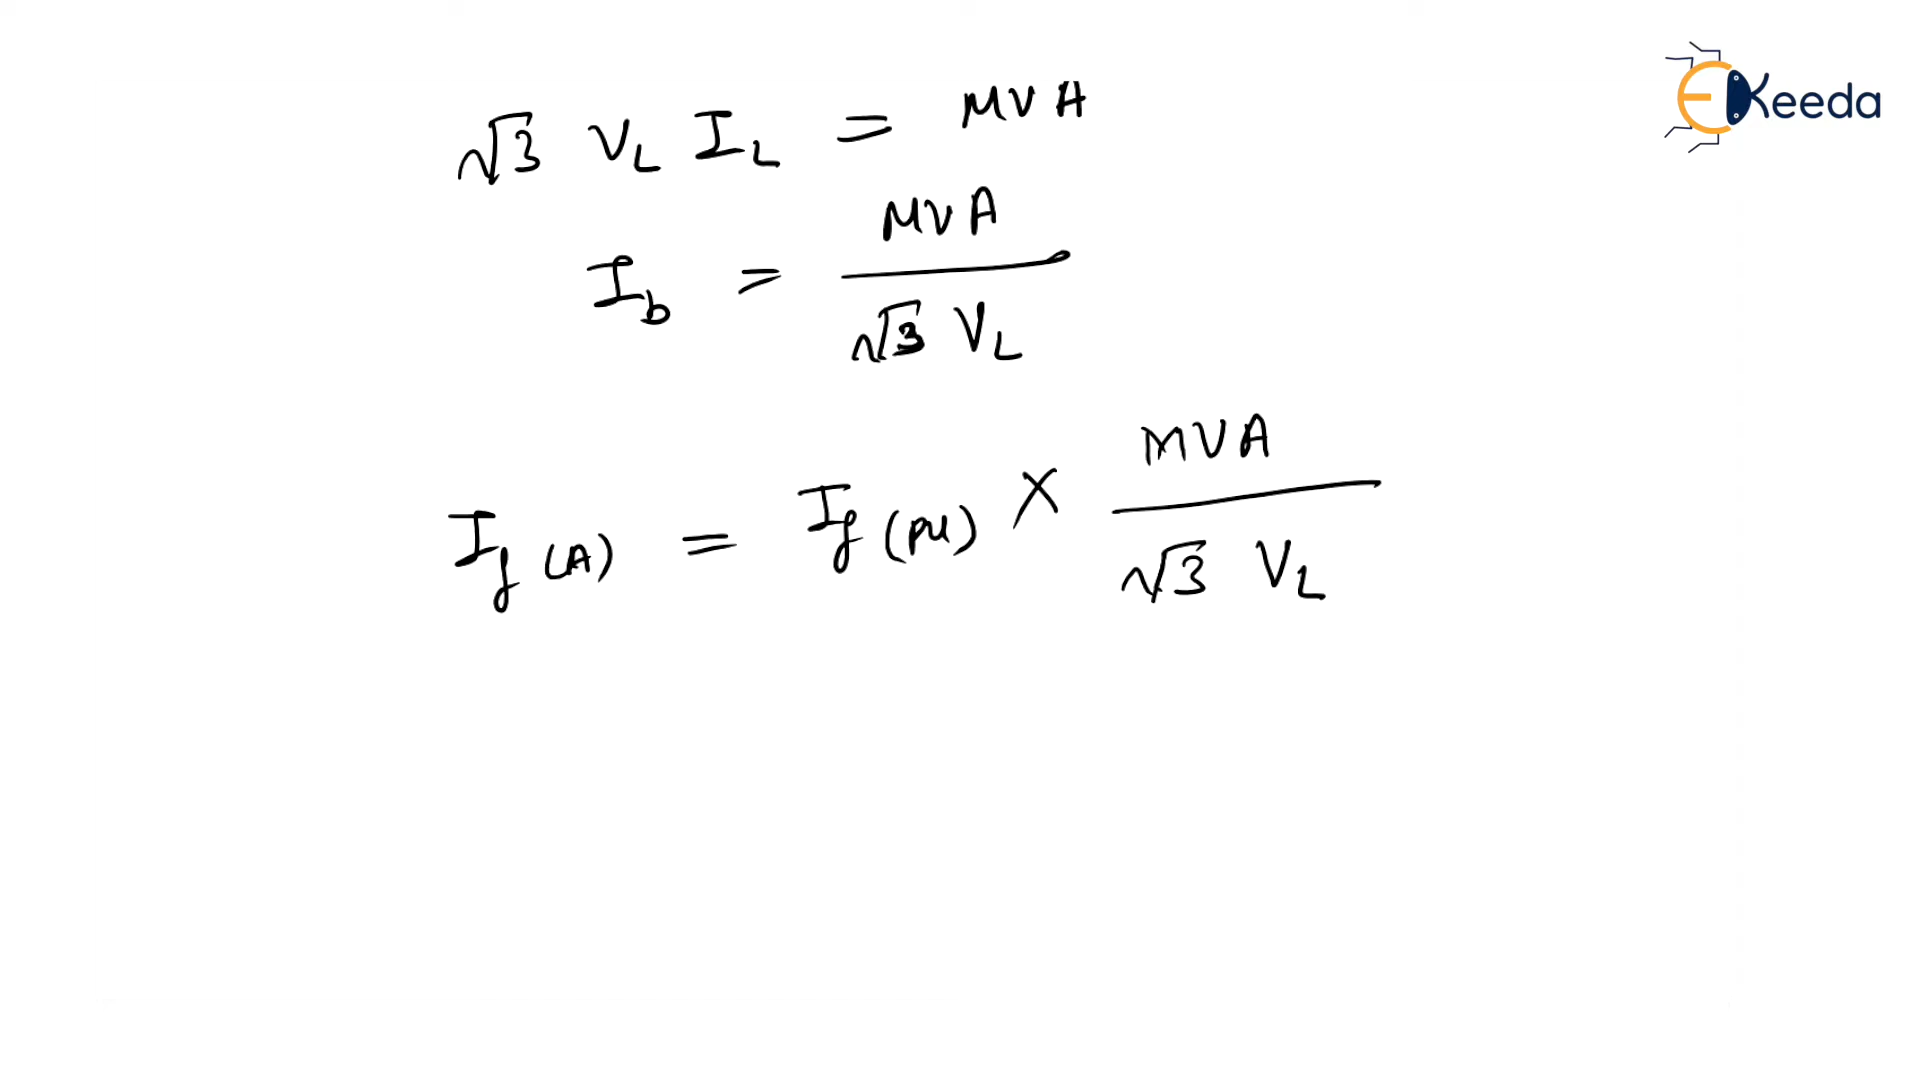 EKeeda
√3 V_L I_L = MVA
I_b = MVA / √3 V_L
I_f (A) = I_f (pu) × MVA / √3 V_L